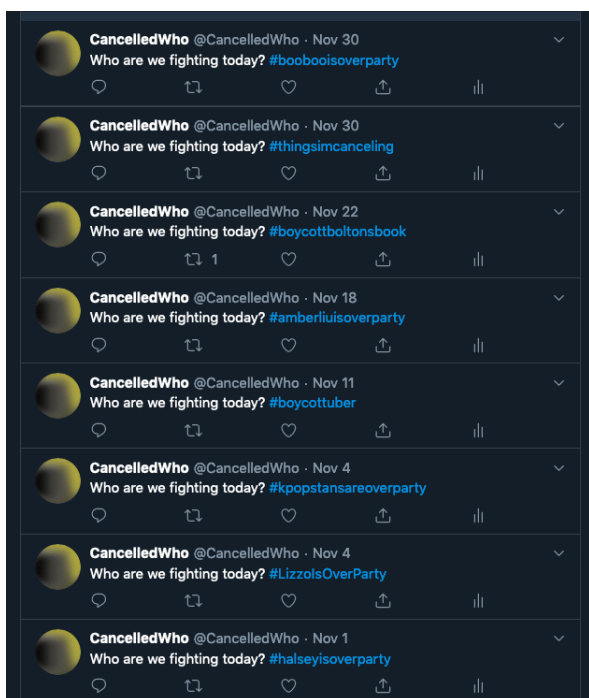 CancelledWho @CancelledWho · Nov 30
Who are we fighting today? #boobooisoverparty
CancelledWho @CancelledWho · Nov 30
Who are we fighting today? #thingsimcanceling
CancelledWho @CancelledWho · Nov 22
Who are we fighting today? #boycottboltonsbook
1
CancelledWho @CancelledWho · Nov 18
Who are we fighting today? #amberliuisoverparty
CancelledWho @CancelledWho · Nov 11
Who are we fighting today? #boycottuber
CancelledWho @CancelledWho · Nov 4
Who are we fighting today? #kpopstansareoverparty
CancelledWho @CancelledWho · Nov 4
Who are we fighting today? #LizzoIsOverParty
CancelledWho @CancelledWho · Nov 1
Who are we fighting today? #halseyisoverparty